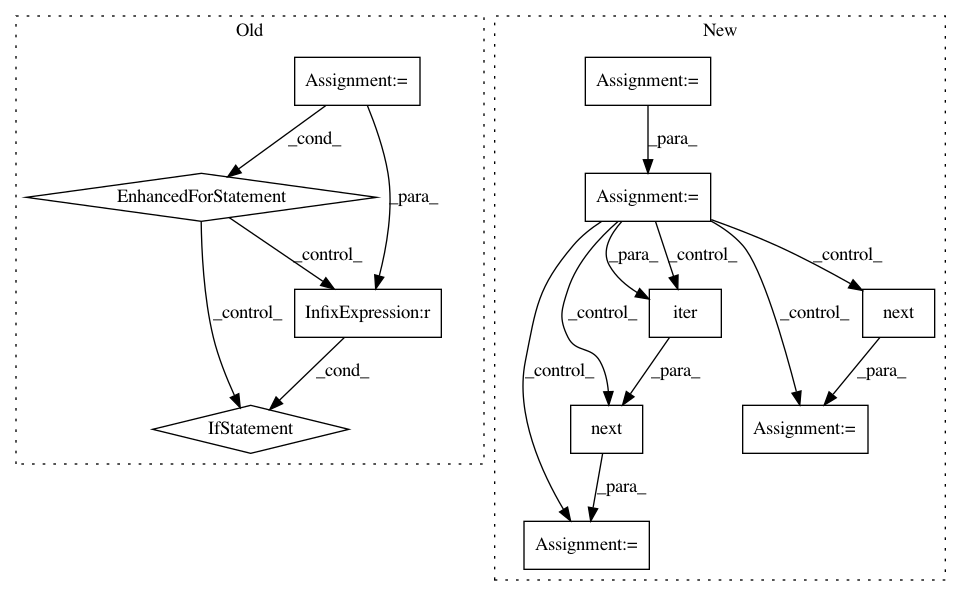 Old
New
Assignment:=
Assignment:=
_cond_
_para_
EnhancedForStatement
_para_
Assignment:=
_control_
_para_
_control_
_control_
_control_
InfixExpression:r
iter
next
_control_
_control_
_cond_
_control_
_para_
_para_
IfStatement
next
Assignment:=
_para_
Assignment:=